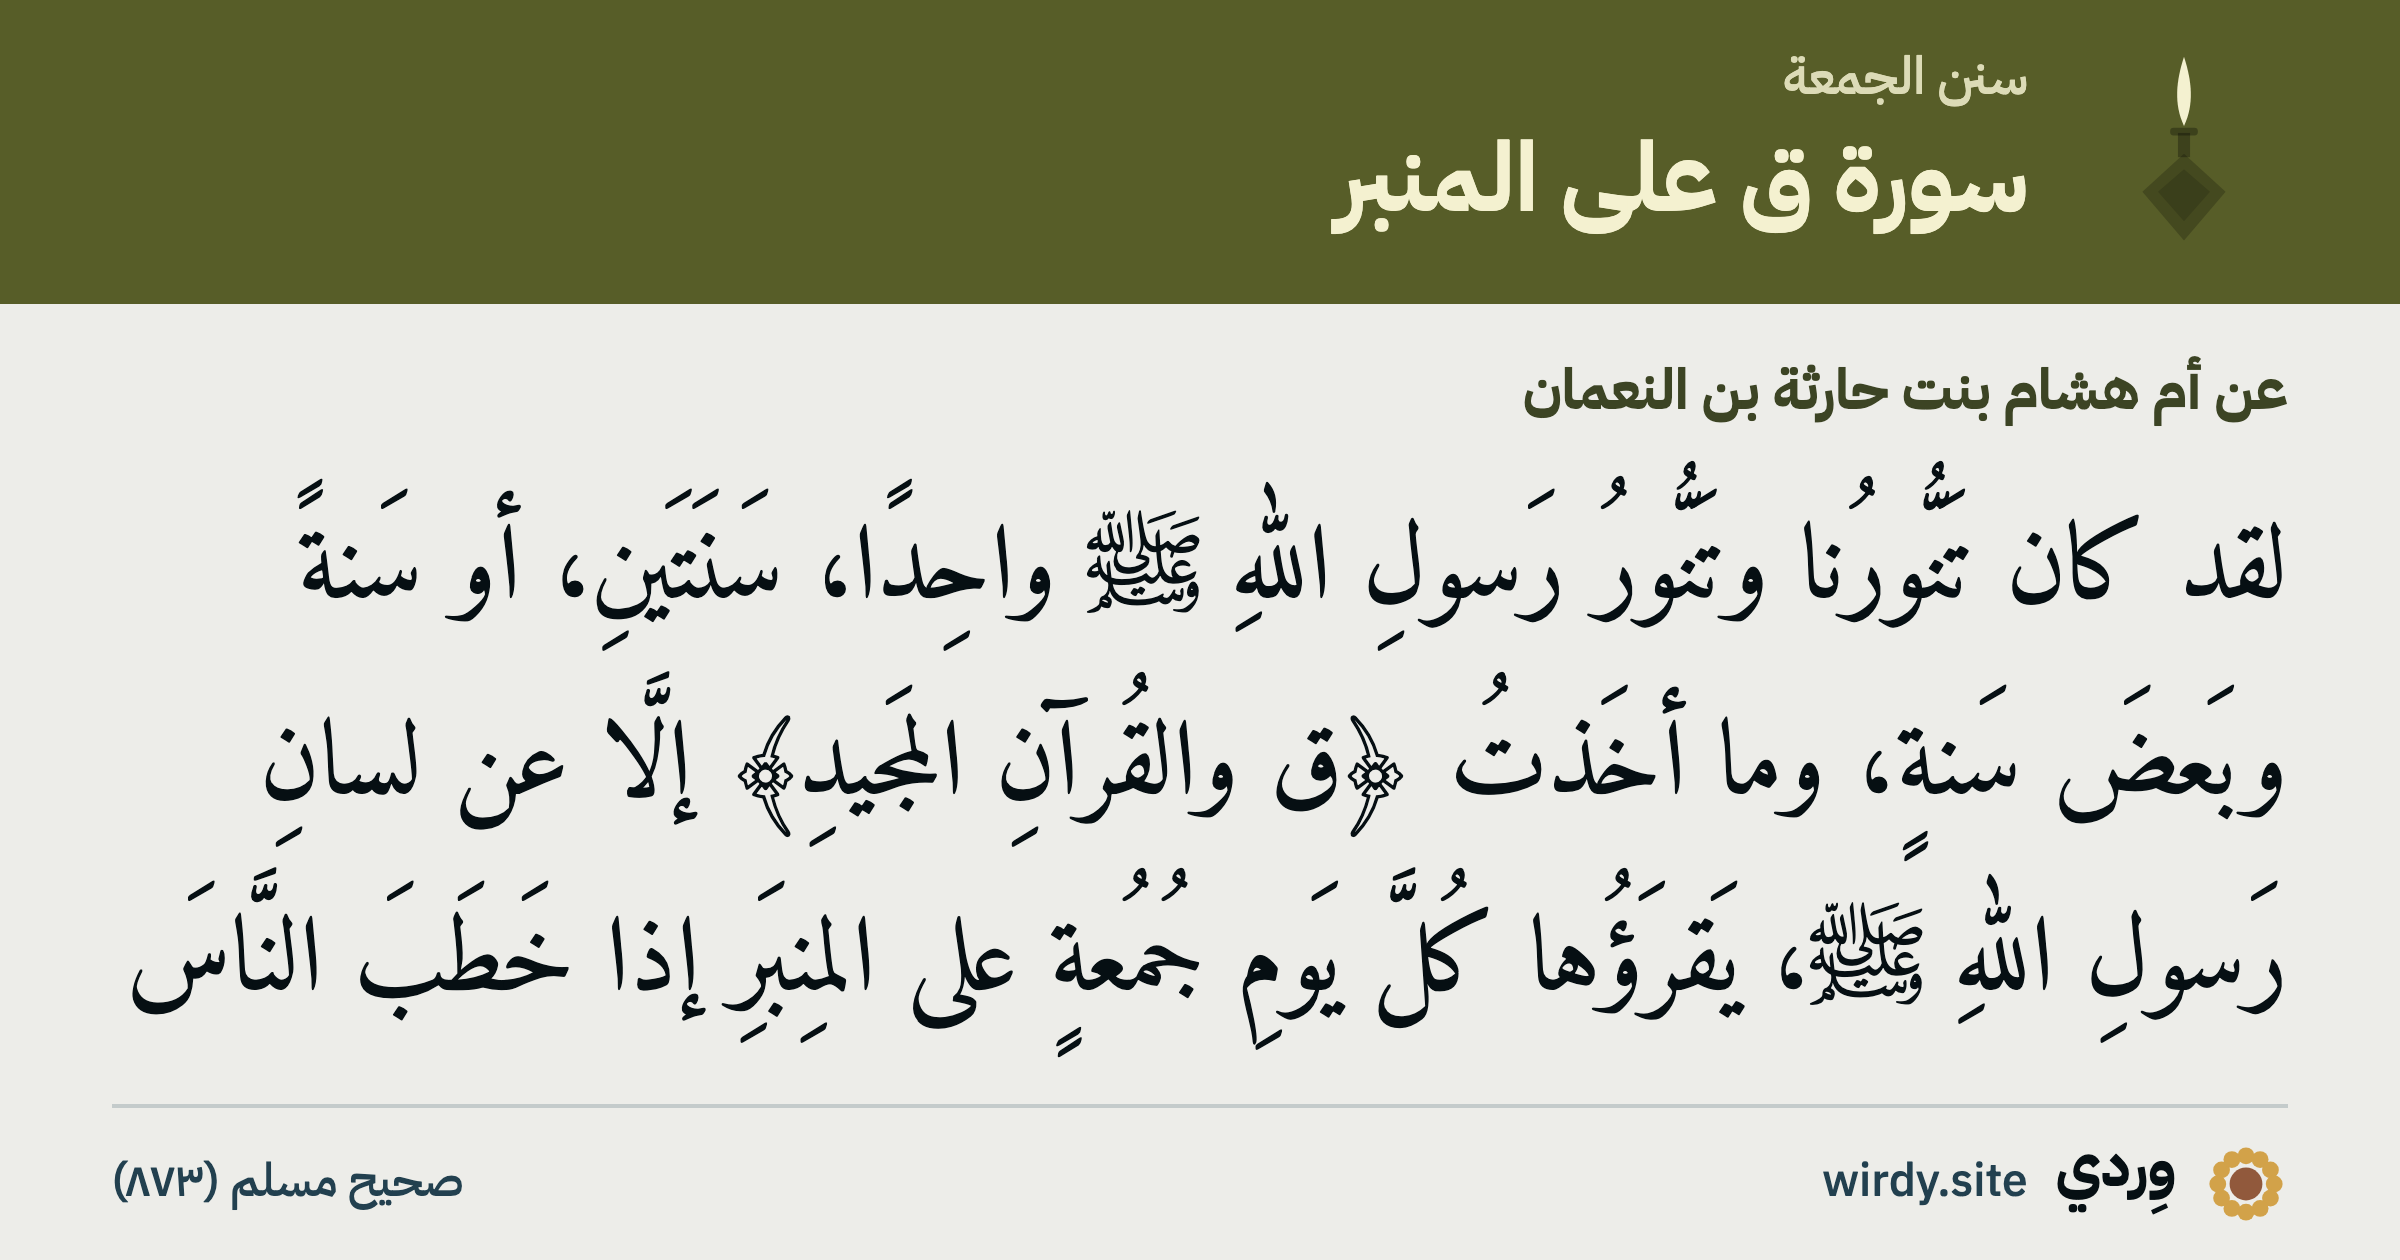 سنن الجمعة
سورة ق على المنبر
عن أم هشام بنت حارثة بن النعمان
لقد كان تَنُّورُنا وتَنُّورُ رَسولِ اللهِ ﷺ واحِدًا، سَنَتَينِ، أو سَنةً
وبَعضَ سَنةٍ، وما أخَذتُ ﴿ق والقُرآنِ المَجيدِ﴾ إلَّا عن لسانِ
رَسولِ اللهِ ﷺ، يَقرَؤُها كُلَّ يَومِ جُمُعةٍ على المِنبَرِ إذا خَطَبَ النَّاسَ
وِردي wirdy.site
صحيح مسلم (٨٧٣)